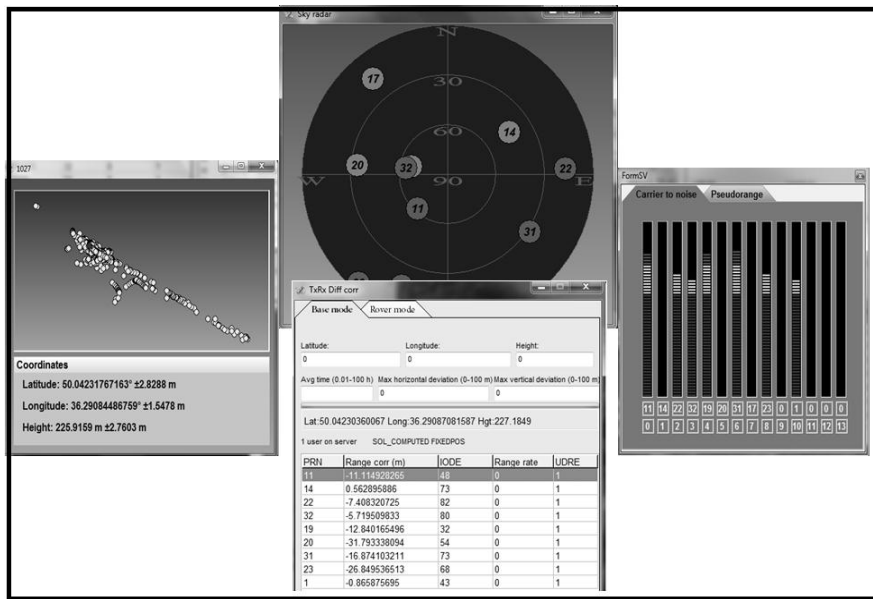 Sky radar
N
30
60
90
W
E
17
14
20
32
22
11
31
1027
Coordinates
Latitude: 50.04231767163° ±2.8288 m
Longitude: 36.29084486759° ±1.5478 m
Height: 225.9159 m ±2.7603 m
TxRx Diff corr
Base mode Rover mode
Latitude: Longitude: Height:
0 0 0
Avg time (0.01-100 h) Max horizontal deviation (0-100 m) Max vertical deviation (0-100 m)
0 0
Lat:50.04230360067 Long:36.29087081587 Hgt:227.1849
1 user on server SOL_COMPUTED FIXEDPOS
PRN Range corr (m) IODE Range rate UDRE
11 -11.114928265 48 0 1
14 0.562895886 73 0 1
22 -7.408320725 82 0 1
32 -5.719509833 80 0 1
19 -12.840165496 32 0 1
20 -31.793338094 54 0 1
31 -16.874103211 73 0 1
23 -26.849536513 68 0 1
1 -0.865875695 43 0 1
FormSV
Carrier to noise Pseudorange
11 14 22 32 19 20 31 17 23 0 1 0 0 0
0 1 2 3 4 5 6 7 8 9 10 11 12 13